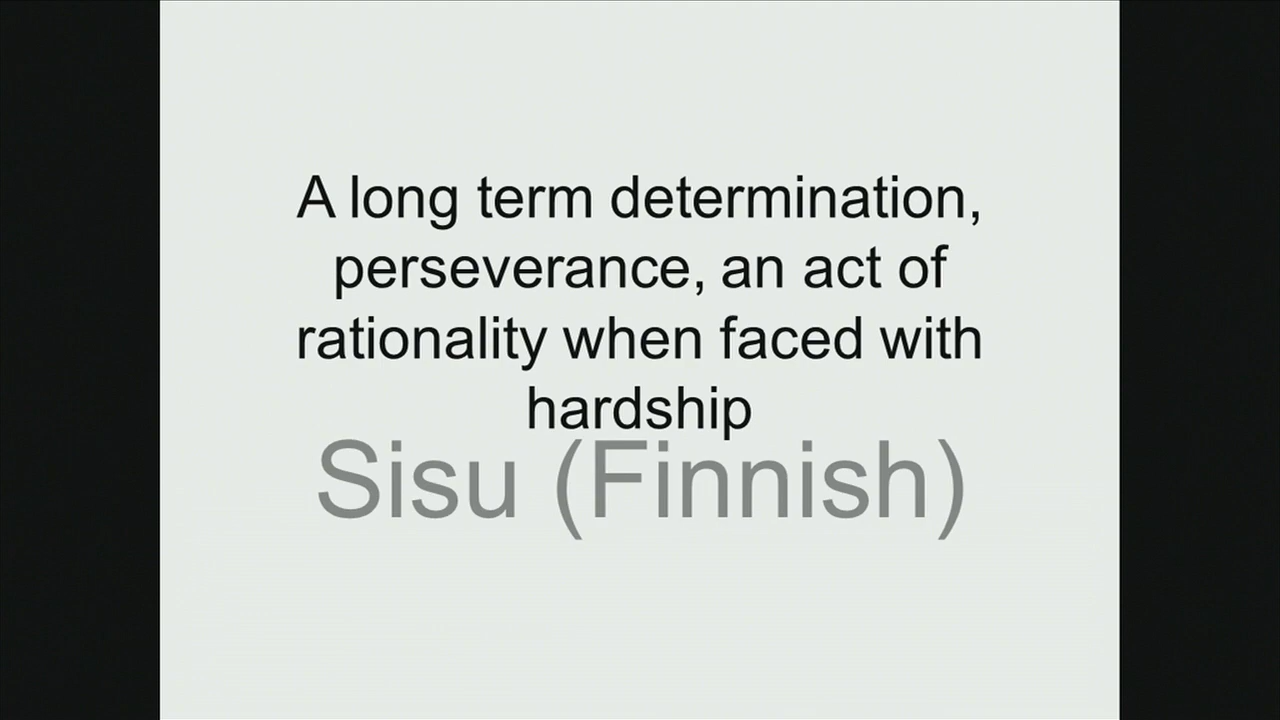 A long term determination,
perseverance, an act of
rationality when faced with
hardship
Sisu (Finnish)